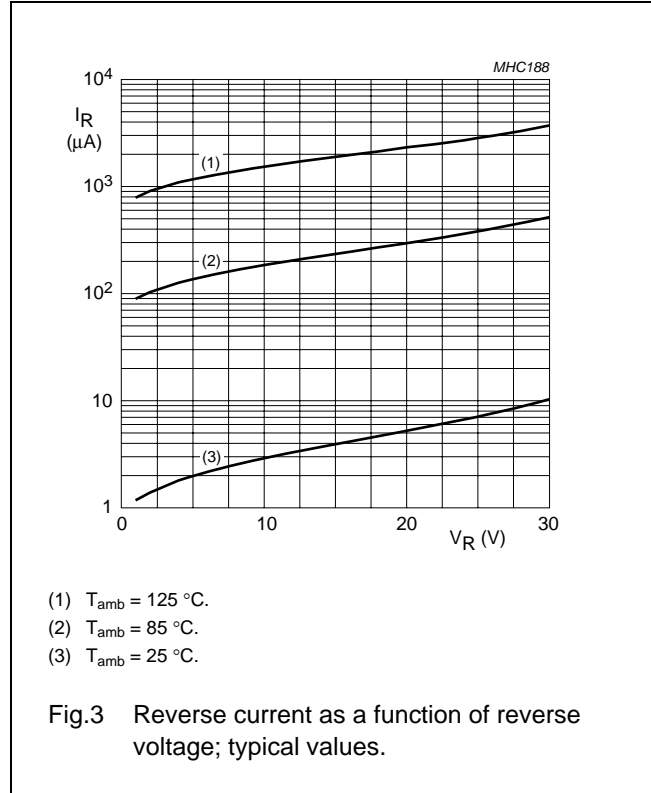 MHC188
10⁴
I_R
(μA)
(1)
10³
(2)
10²
10
(3)
1
0 10 20 30
V_R (V)
(1) T_amb = 125 °C.
(2) T_amb = 85 °C.
(3) T_amb = 25 °C.
Fig.3 Reverse current as a function of reverse
voltage; typical values.